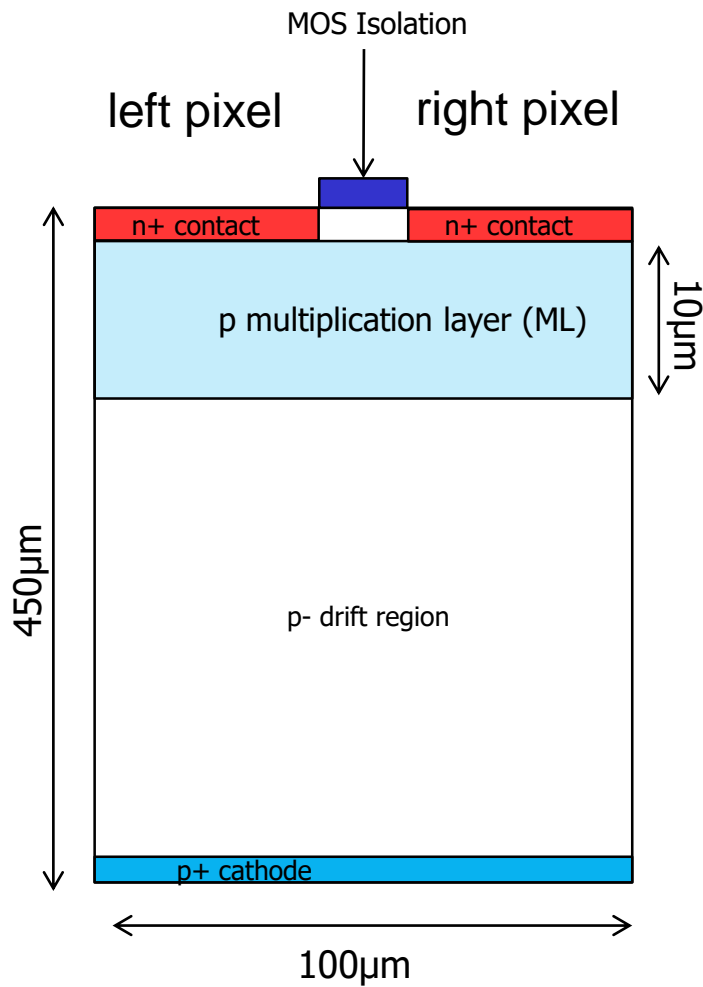 MOS Isolation
left pixel
right pixel
n+ contact
n+ contact
p multiplication layer (ML)
10µm
450µm
p- drift region
p+ cathode
100µm